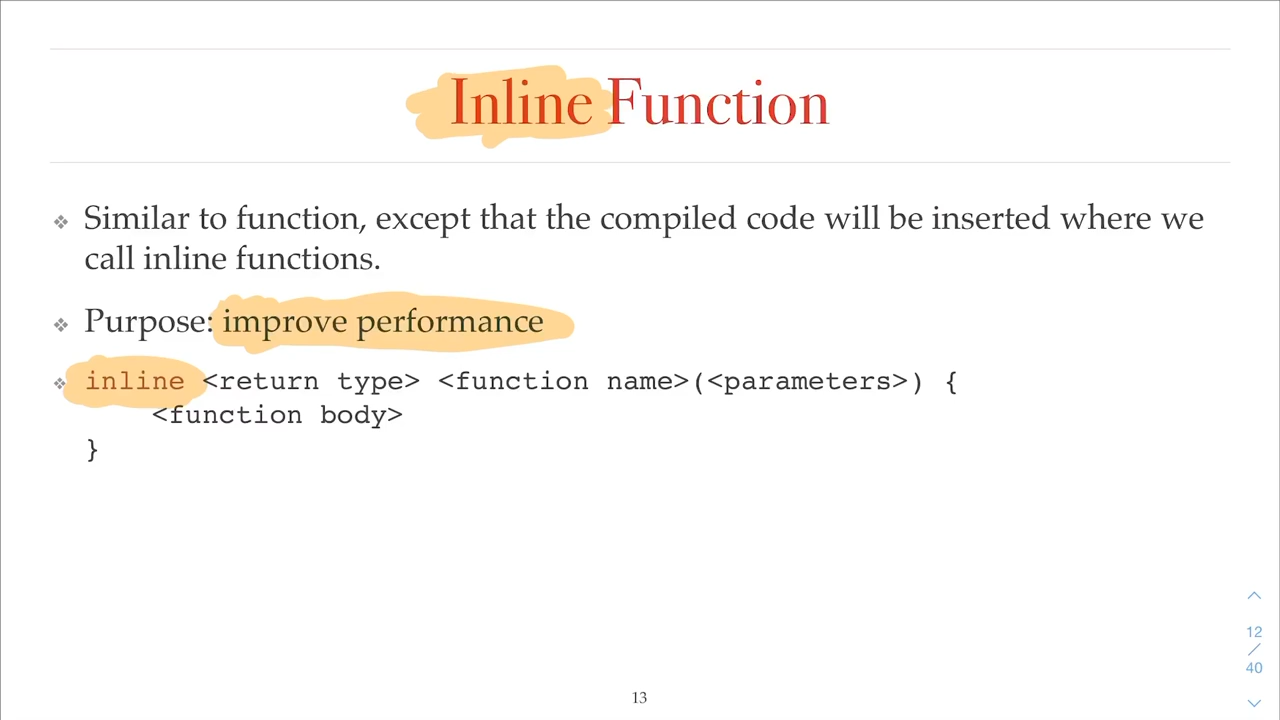 Inline Function
Similar to function, except that the compiled code will be inserted where we
call inline functions.
Purpose: improve performance
inline <return type> <function name>(<parameters>) {
    <function body>
}
12
/
40
13